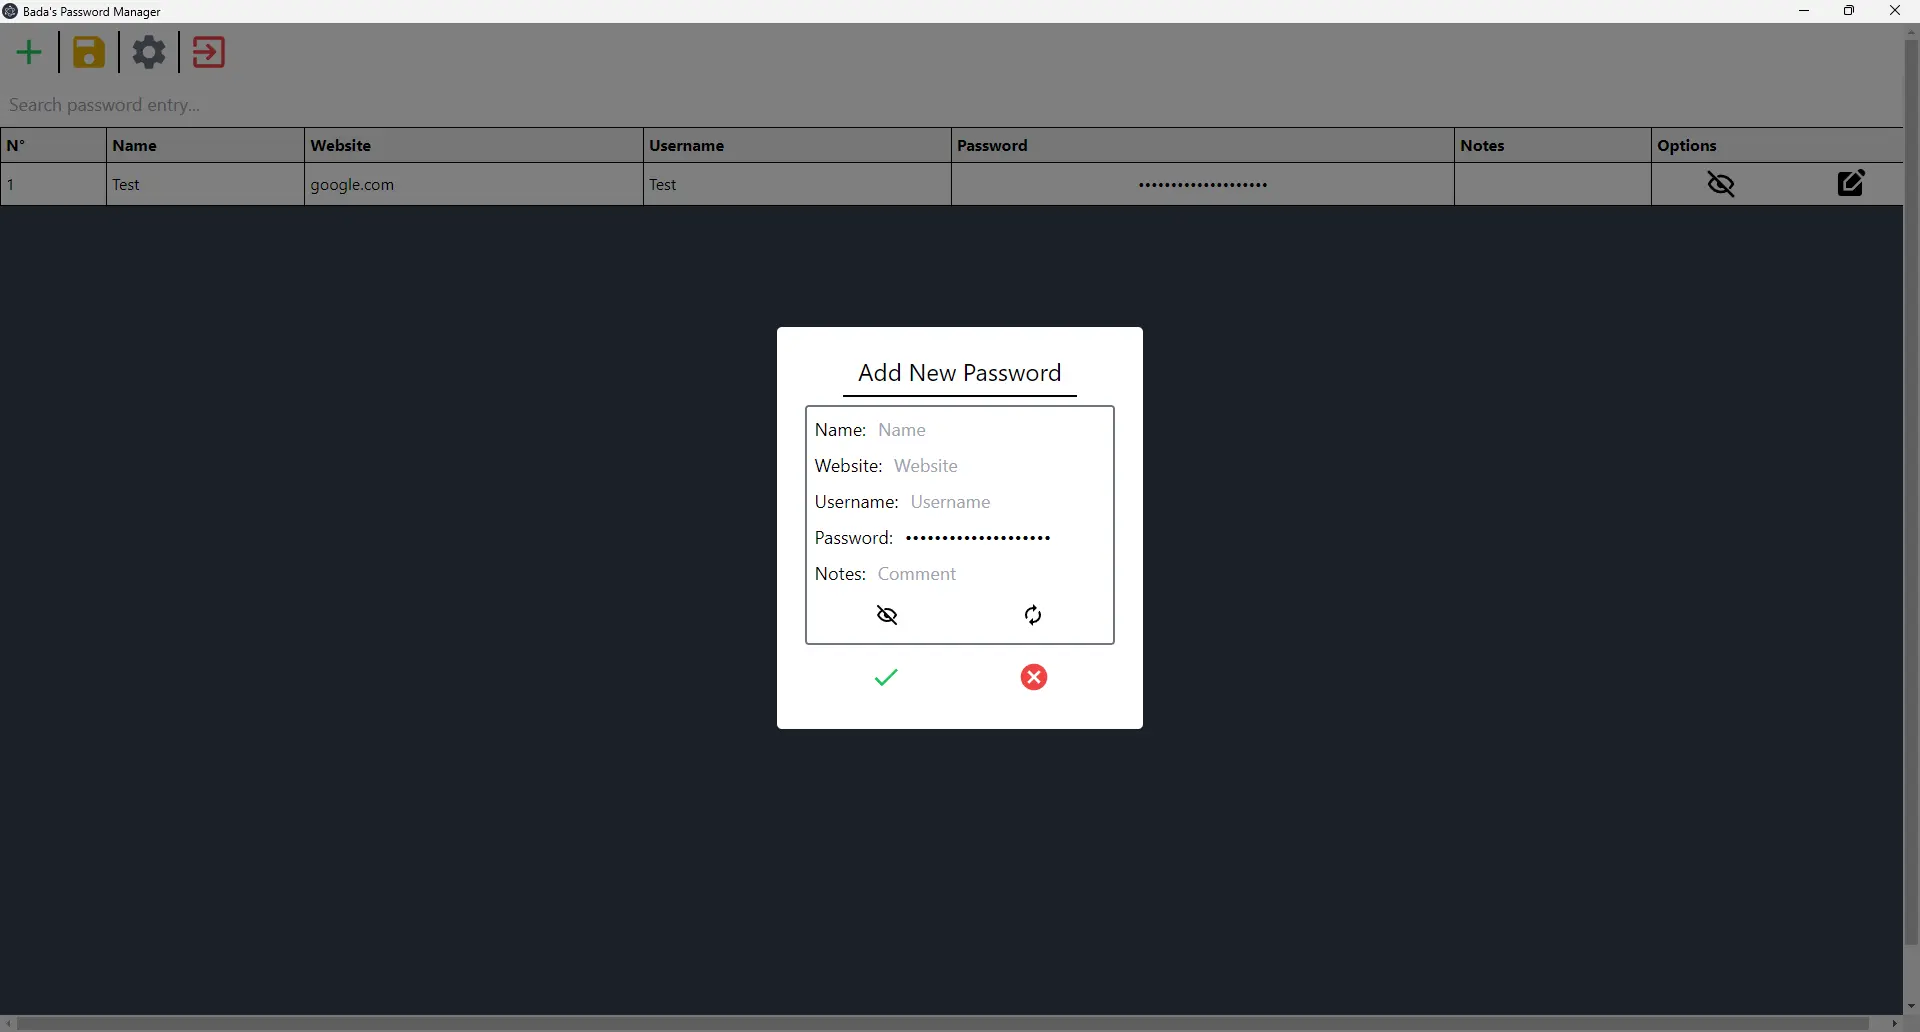 Bada's Password Manager
Search password entry...
N° Name Website Username Password Notes Options
1 Test google.com Test ••••••••••••••••••••
Add New Password
Name: Name
Website: Website
Username: Username
Password: ••••••••••••••••••••
Notes: Comment